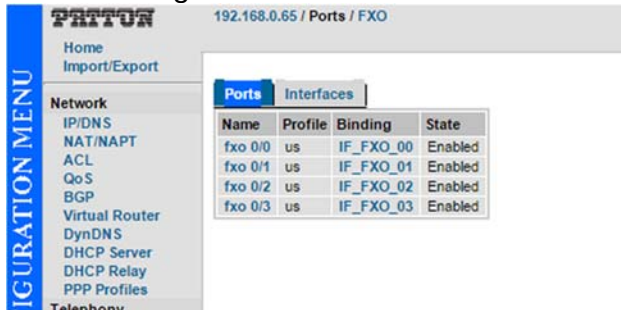 PATTON
192.168.0.65 / Ports / FXO
Home
Import/Export
IGURATION MENU
Network
IP/DNS
NAT/NAPT
ACL
QoS
BGP
Virtual Router
DynDNS
DHCP Server
DHCP Relay
PPP Profiles
Telephony
Ports Interfaces
Name Profile Binding State
fxo 0/0 us IF_FXO_00 Enabled
fxo 0/1 us IF_FXO_01 Enabled
fxo 0/2 us IF_FXO_02 Enabled
fxo 0/3 us IF_FXO_03 Enabled